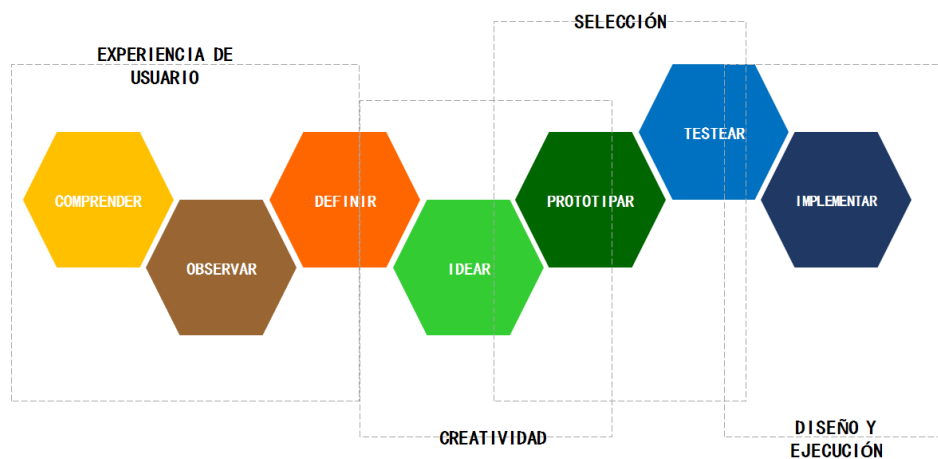 SELECCIÓN
EXPERIENCIA DE
USUARIO
TESTEAR
COMPRENDER
DEFINIR
PROTOTIPAR
IMPLEMENTAR
OBSERVAR
IDEAR
CREATIVIDAD
DISEÑO Y
EJECUCIÓN